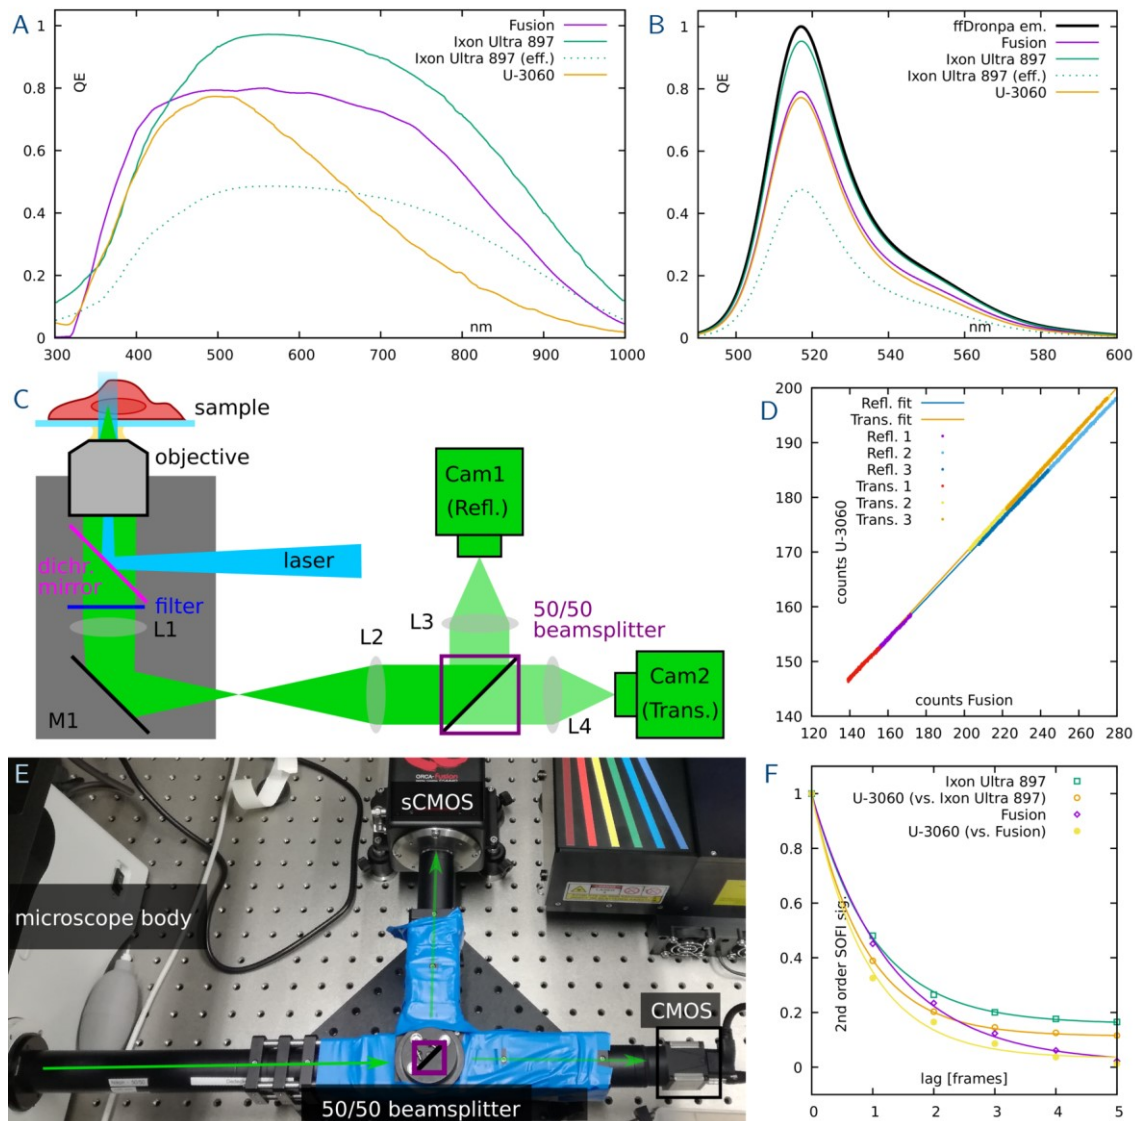 A
1
0.8
0.6
0.4
0.2
0
QE
Fusion
Ixon Ultra 897
Ixon Ultra 897 (eff.)
U-3060
nm
300 400 500 600 700 800 900 1000
B
1
0.8
0.6
0.4
0.2
0
QE
ffDronpa em.
Fusion
Ixon Ultra 897
Ixon Ultra 897 (eff.)
U-3060
nm
500 520 540 560 580 600
C
sample
objective
laser
dichr.
mirror
filter
L1
M1
L2
L3
L4
50/50
beamsplitter
Cam1
(Refl.)
Cam2
(Trans.)
D
200
190
180
170
160
150
140
counts U-3060
Refl. fit
Trans. fit
Refl. 1
Refl. 2
Refl. 3
Trans. 1
Trans. 2
Trans. 3
counts Fusion
120 140 160 180 200 220 240 260 280
E
ORCA-fusion
sCMOS
microscope body
CMOS
50/50 beamsplitter
F
1
0.8
0.6
0.4
0.2
0
2nd order SOFI sig.
Ixon Ultra 897
U-3060 (vs. Ixon Ultra 897)
Fusion
U-3060 (vs. Fusion)
lag [frames]
0 1 2 3 4 5